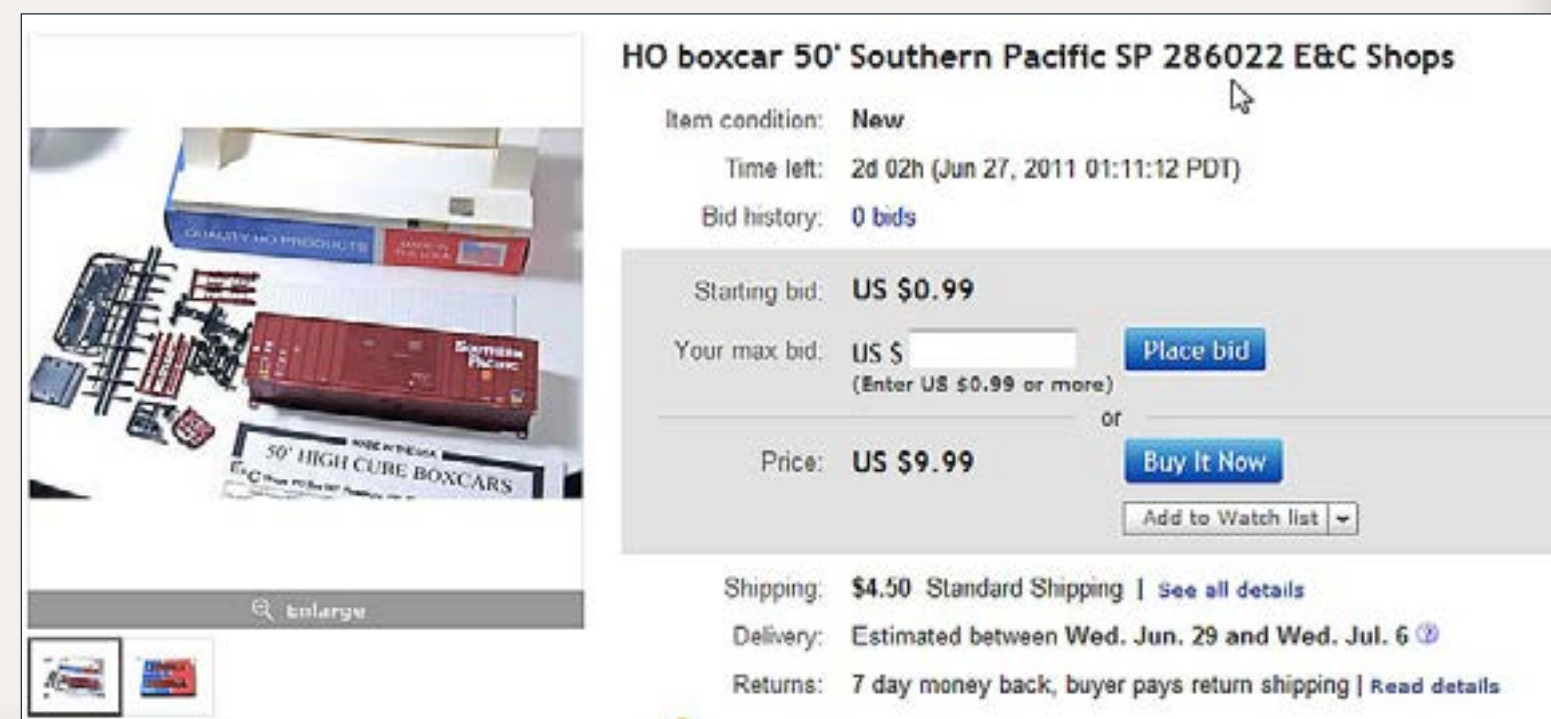 HO boxcar 50' Southern Pacific SP 286022 E&C Shops
Item condition: New
Time left: 2d 02h (Jun 27, 2011 01:11:12 PDT)
Bid history: 0 bids
Starting bid: US $0.99
Your max bid: US $ Place bid
(Enter US $0.99 or more)
or
Price: US $9.99 Buy It Now
Add to Watch list
Shipping: $4.50 Standard Shipping | See all details
Delivery: Estimated between Wed. Jun. 29 and Wed. Jul. 6 ?
Returns: 7 day money back, buyer pays return shipping | Read details
QUALITY HO PRODUCTS
MADE IN
THE USA
Southern
Pacific
MADE IN THE USA
50' HIGH CUBE BOXCARS
E&C Shops
Enlarge